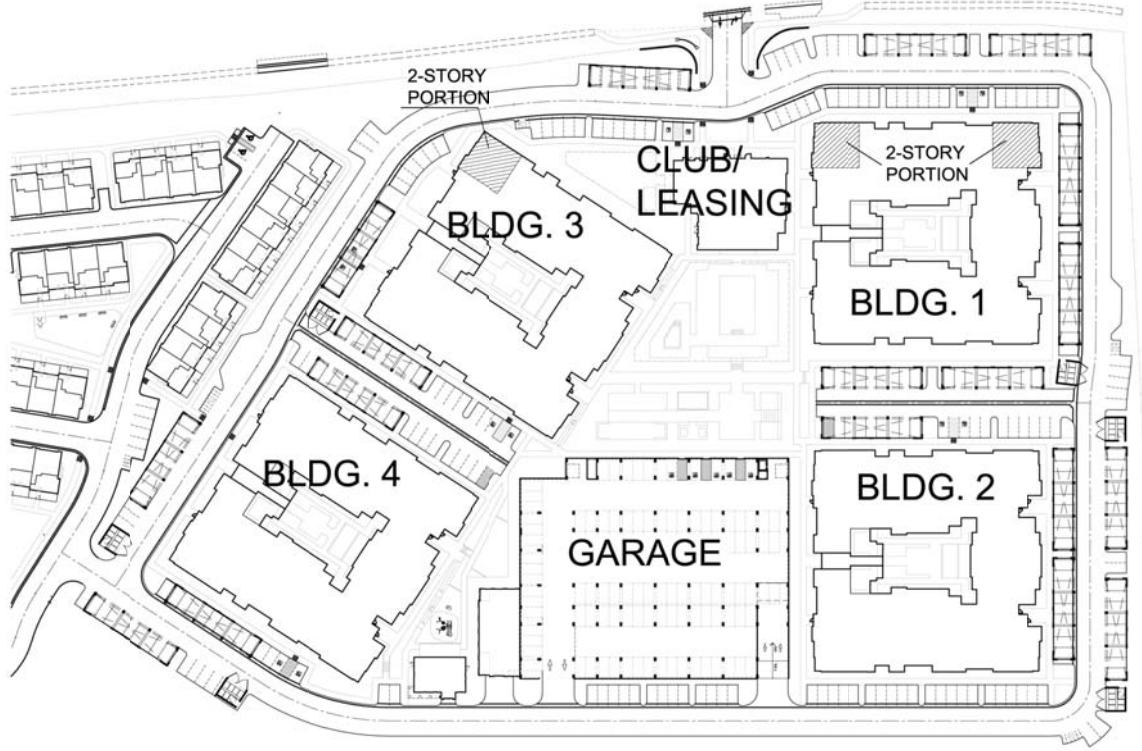 2-STORY
PORTION
CLUB/
LEASING
2-STORY
PORTION
BLDG. 3
BLDG. 1
BLDG. 4
BLDG. 2
GARAGE